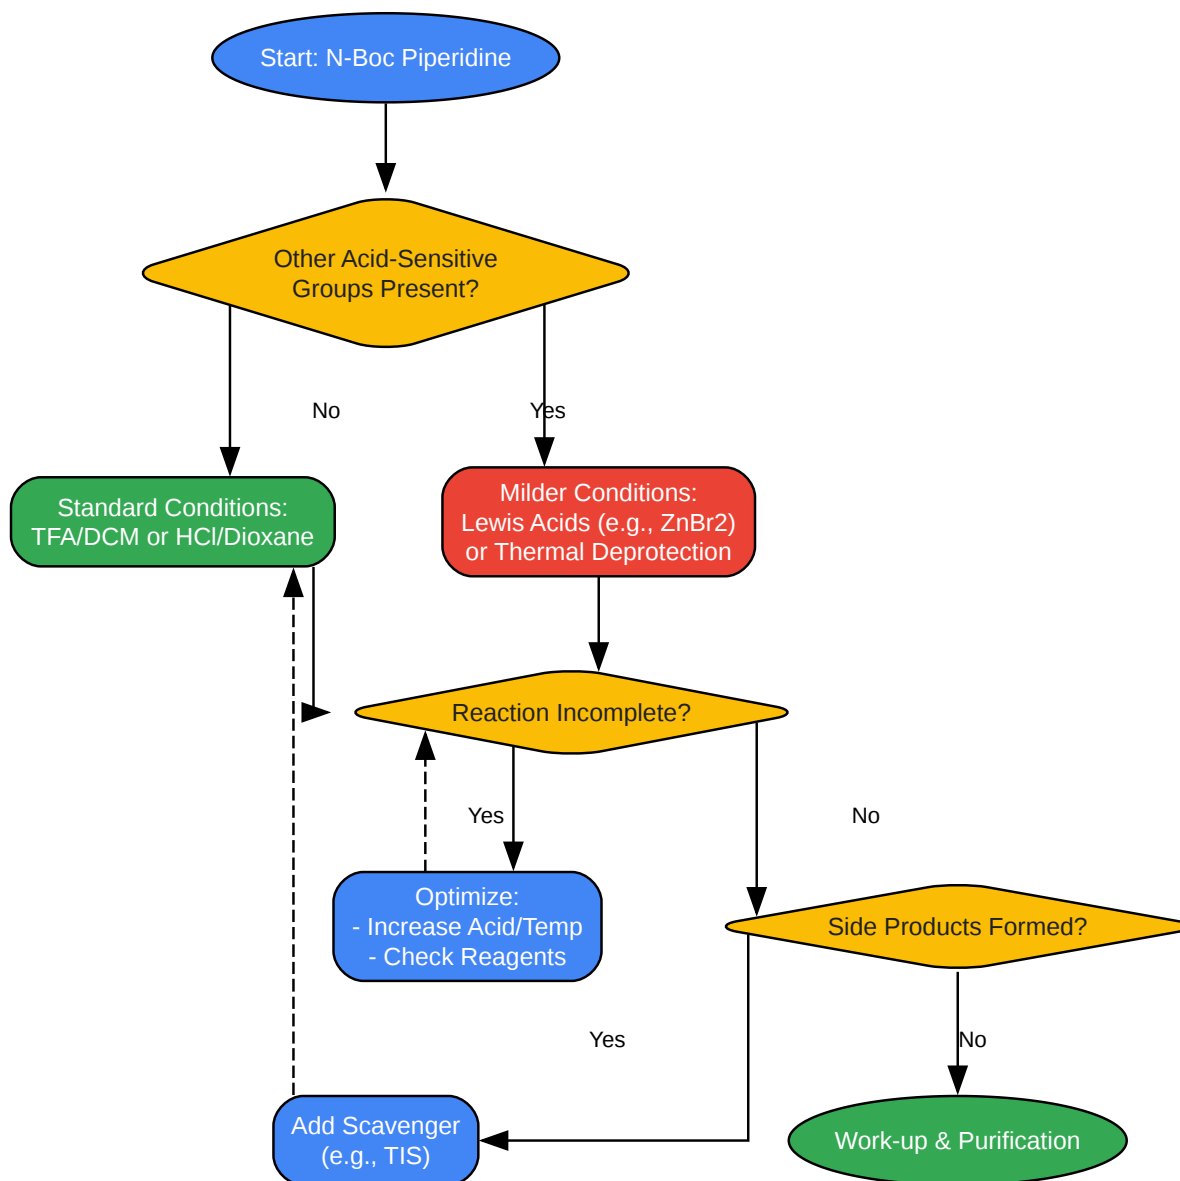 Start: N-Boc Piperidine
Other Acid-Sensitive
Groups Present?
No
Yes
Standard Conditions:
TFA/DCM or HCl/Dioxane
Milder Conditions:
Lewis Acids (e.g., ZnBr2)
or Thermal Deprotection
Reaction Incomplete?
Yes
No
Optimize:
- Increase Acid/Temp
- Check Reagents
Side Products Formed?
Yes
No
Add Scavenger
(e.g., TIS)
Work-up & Purification